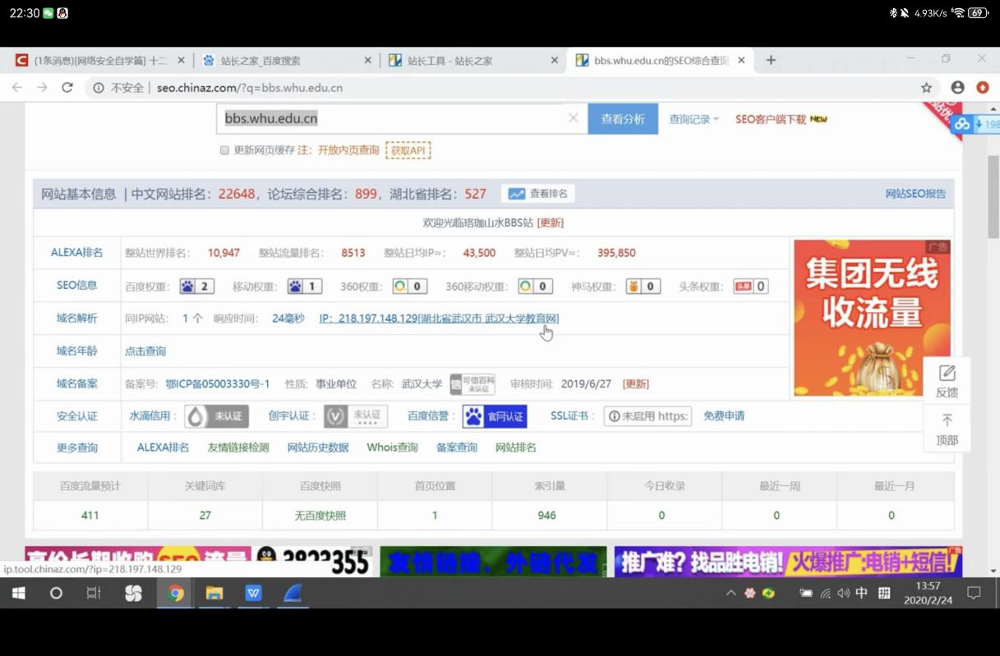 22:30 4.93K/s 69
(1条消息)[网络安全自学篇] 十二 站长之家_百度搜索 站长工具 - 站长之家 bbs.whu.edu.cn的SEO综合查询
不安全 | seo.chinaz.com/?q=bbs.whu.edu.cn
bbs.whu.edu.cn 查看分析 查询记录 SEO客户端下载 NEW
198
更新网页缓存 注: 开放内页查询 获取API
网站基本信息 | 中文网站排名: 22648, 论坛综合排名: 899, 湖北省排名: 527 查看排名 网站SEO报告
欢迎光临珞珈山水BBS站 [更新]
ALEXA排名 整站世界排名: 10,947 整站流量排名: 8513 整站日均IP≈: 43,500 整站日均PV≈: 395,850
SEO信息 百度权重: 2 移动权重: 1 360权重: 0 360移动权重: 0 神马权重: 0 头条权重: 头条 0
域名解析 同IP网站: 1 个 响应时间: 24毫秒 IP: 218.197.148.129[湖北省武汉市 武汉大学教育网]
域名年龄 点击查询
域名备案 备案号: 鄂ICP备05003330号-1 性质: 事业单位 名称: 武汉大学 信 可信百科 未认证 审核时间: 2019/6/27 [更新]
安全认证 水滴信用: 未认证 创宇认证: 未认证 百度信誉: 官网认证 SSL证书: 未启用 https: 免费申请
更多查询 ALEXA排名 友情链接检测 网站历史数据 Whois查询 备案查询 网站排名
广告
集团无线
收流量
反馈
顶部
百度流量预计 关键词库 百度快照 首页位置 索引量 今日收录 最近一周 最近一月
411 27 无百度快照 1 946 0 0 0
高价长期收购SEO流量 友情链接、外链代发 推广难?找品胜电销!火爆推广:电销+短信! 广告
ip.tool.chinaz.com/?ip=218.197.148.129
中 13:57
2020/2/24